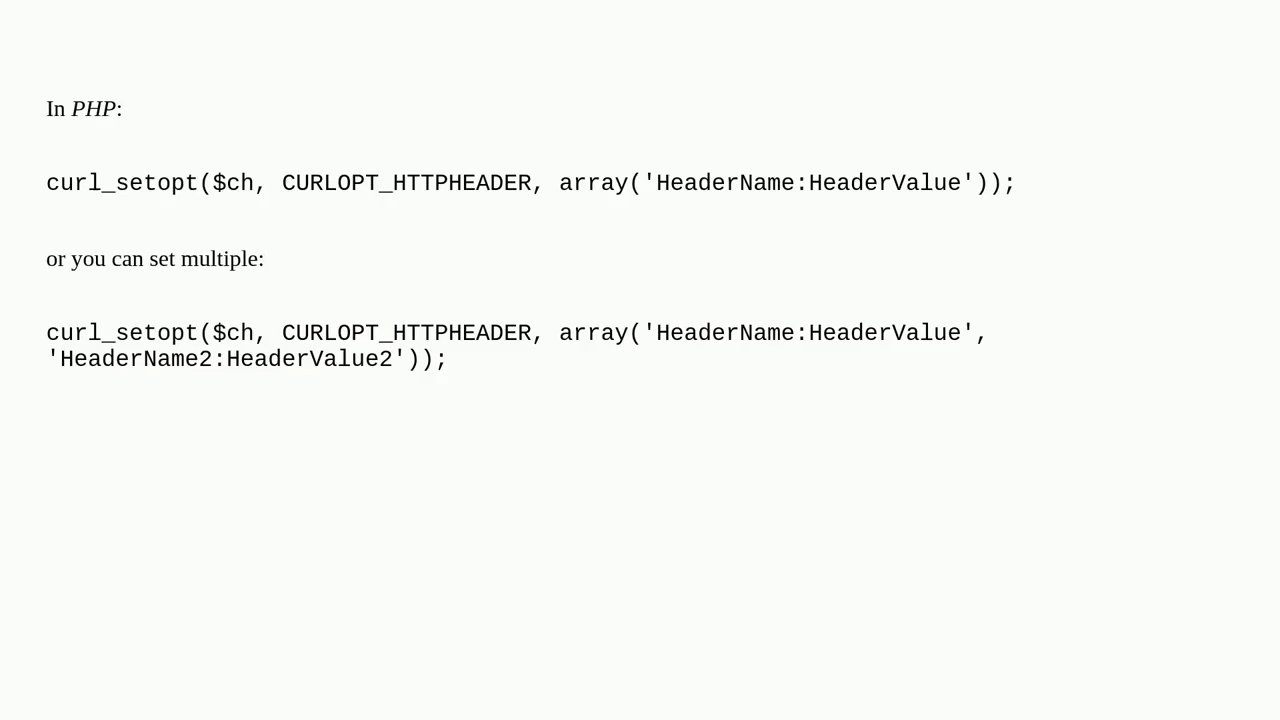 In PHP:
curl_setopt($ch, CURLOPT_HTTPHEADER, array('HeaderName:HeaderValue'));
or you can set multiple:
curl_setopt($ch, CURLOPT_HTTPHEADER, array('HeaderName:HeaderValue',
'HeaderName2:HeaderValue2'));